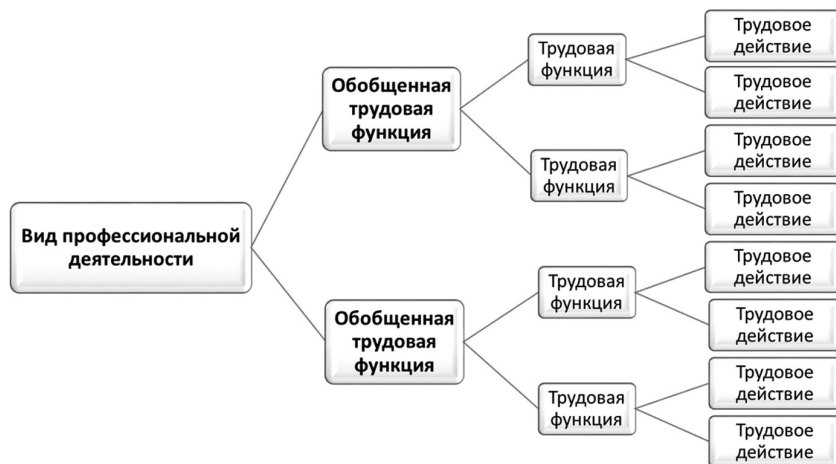 Вид профессиональной
деятельности
Обобщенная
трудовая
функция
Трудовая
функция
Трудовое
действие
Трудовое
действие
Трудовая
функция
Трудовое
действие
Трудовое
действие
Обобщенная
трудовая
функция
Трудовая
функция
Трудовое
действие
Трудовое
действие
Трудовая
функция
Трудовое
действие
Трудовое
действие